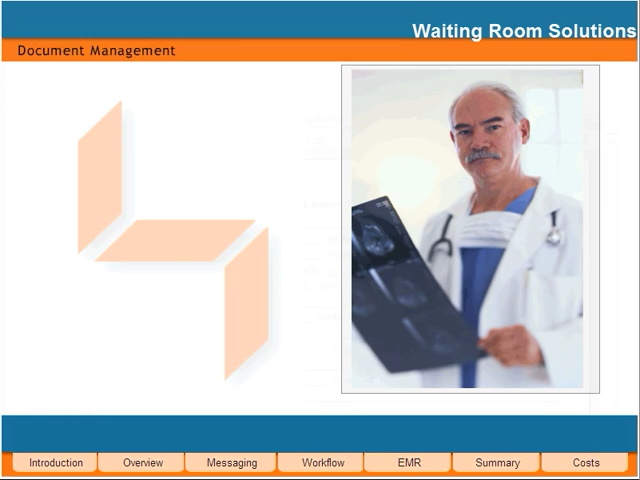 Waiting Room Solutions
Document Management
Introduction
Overview
Messaging
Workflow
EMR
Summary
Costs